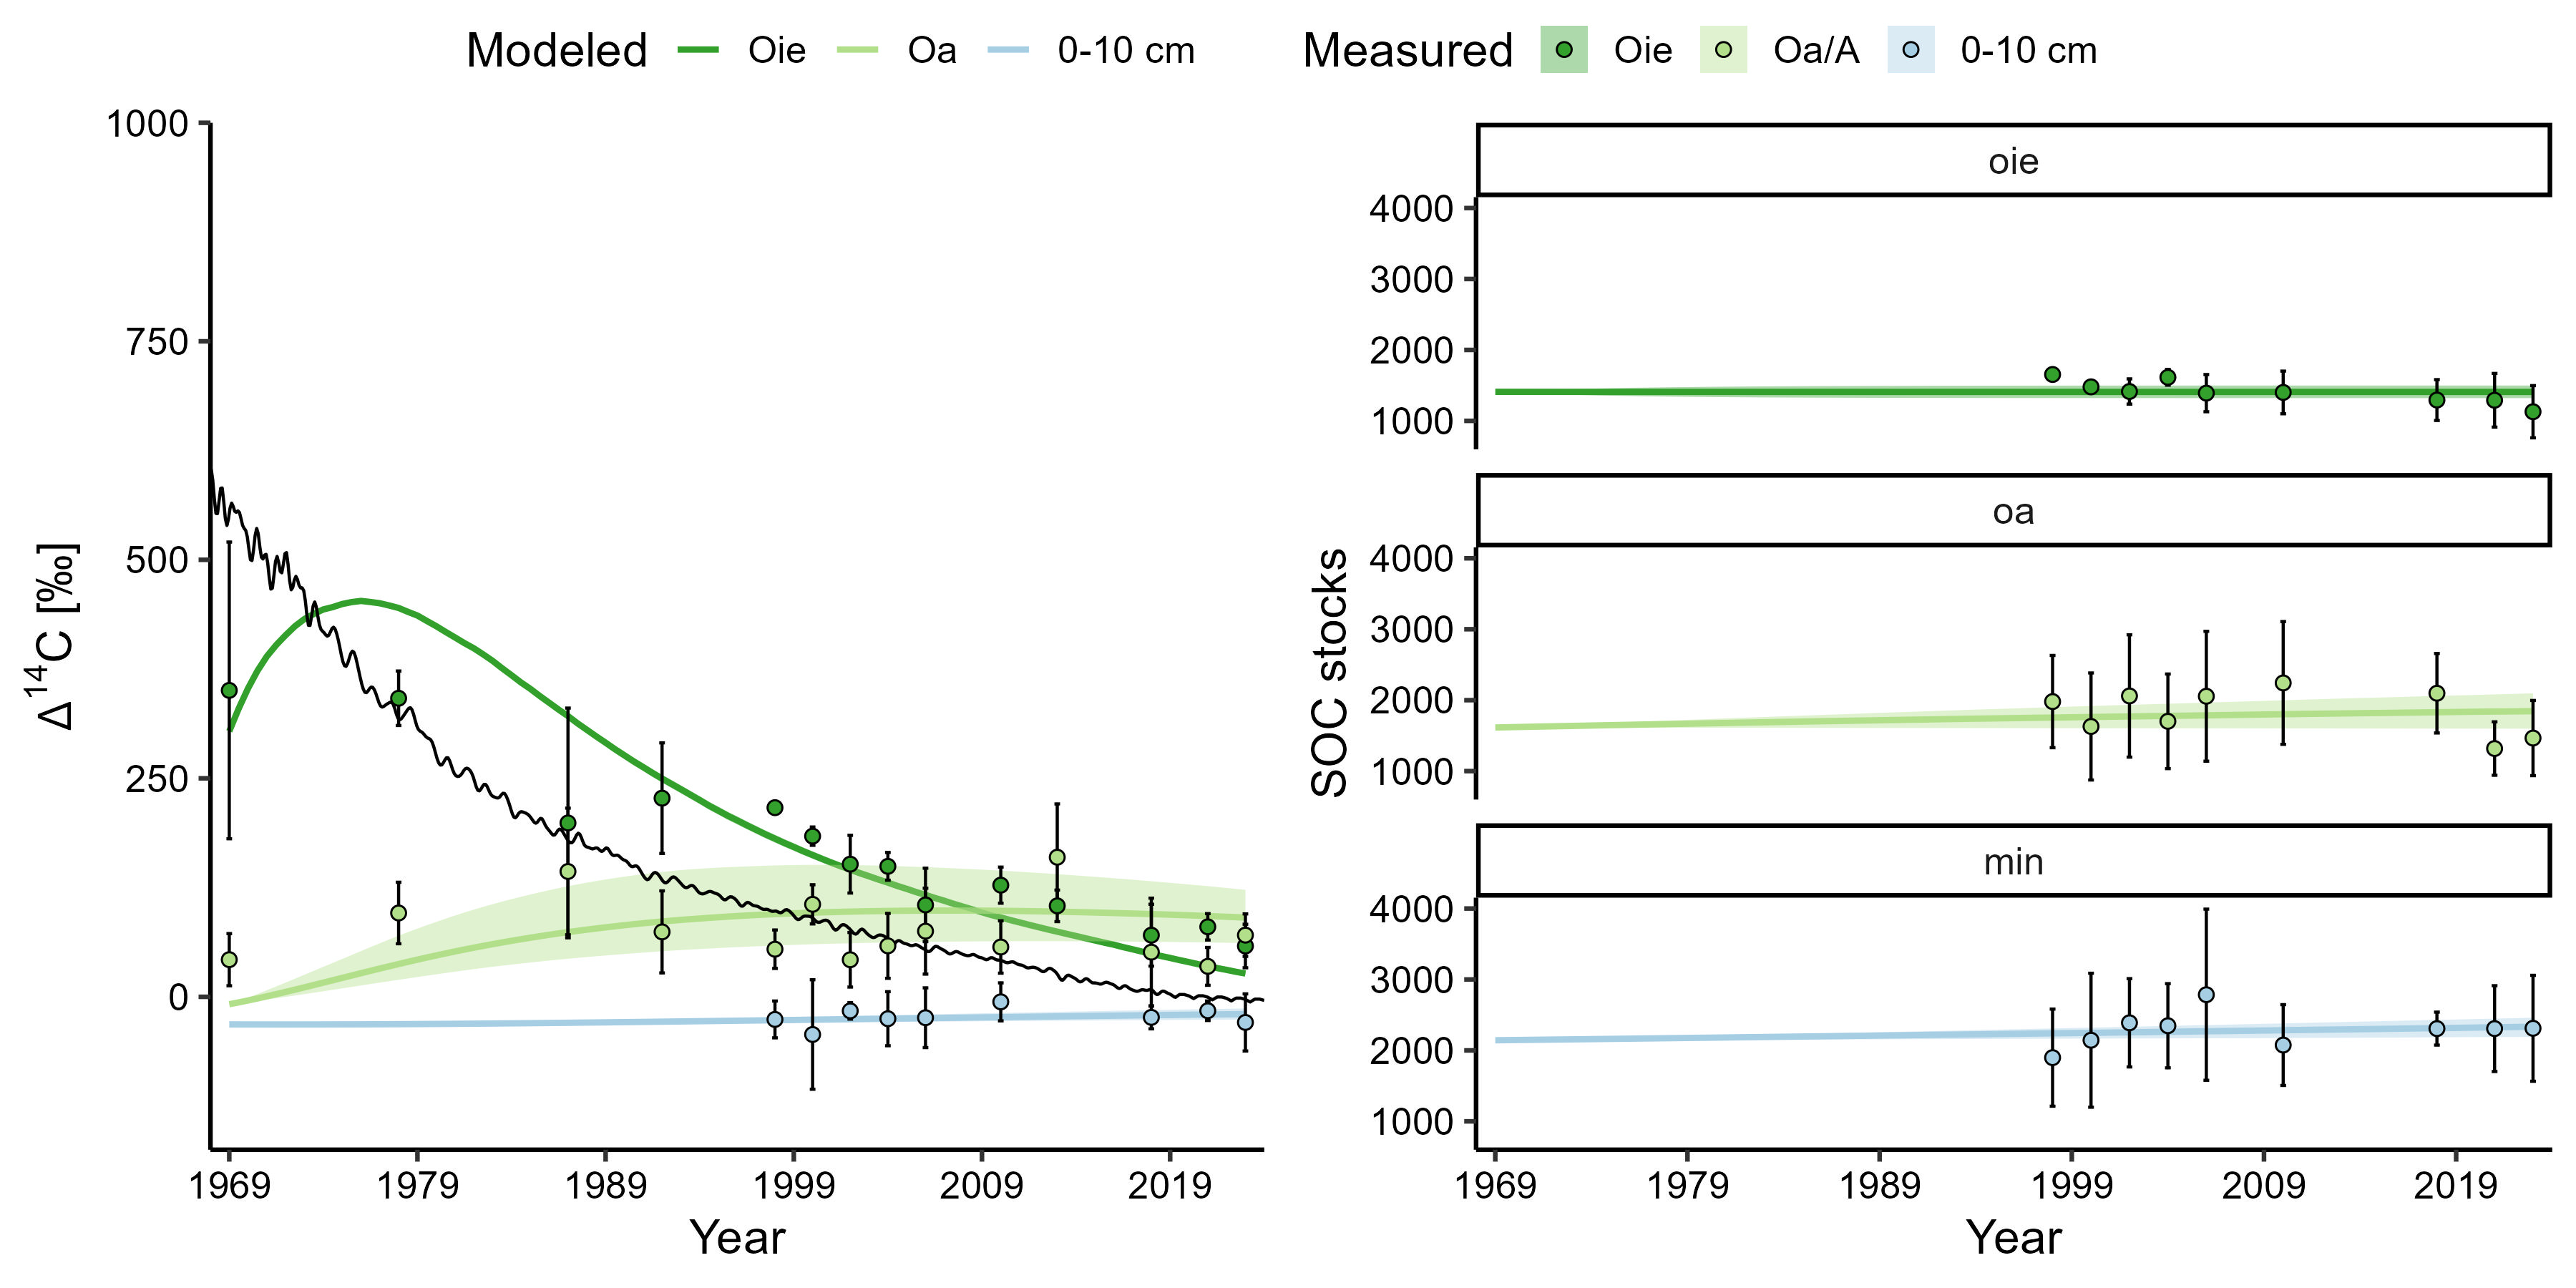 Modeled Oie Oa 0-10 cm
Measured Oie Oa/A 0-10 cm
Δ14C [‰]
1000
750
500
250
0
1969 1979 1989 1999 2009 2019
Year
SOC stocks
oie
4000
3000
2000
1000
oa
4000
3000
2000
1000
min
4000
3000
2000
1000
1969 1979 1989 1999 2009 2019
Year